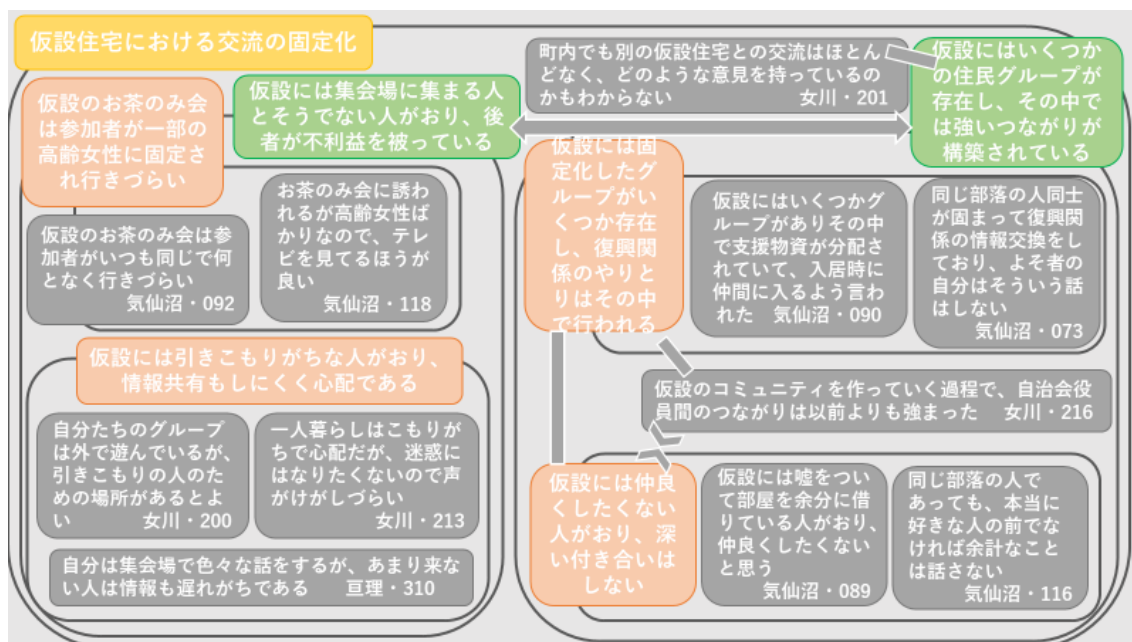 仮設住宅における交流の固定化
町内でも別の仮設住宅との交流はほとん
どなく、どのような意見を持っているの
かもわからない 女川・201
仮設にはいくつか
の住民グループが
存在し、その中で
は強いつながりが
構築されている
仮設には集会場に集まる人
とそうでない人がおり、後
者が不利益を被っている
仮設のお茶のみ会
は参加者が一部の
高齢女性に固定さ
れ行きづらい
仮設のお茶のみ会は参
加者がいつも同じで何
となく行きづらい
気仙沼・092
お茶のみ会に誘わ
れるが高齢女性ば
かりなので、テレ
ビを見てるほうが
良い
気仙沼・118
仮設には固
定化したグ
ループがい
くつか存在
し、復興関
係のやりと
りはその中
で行われる
仮設にはいくつかグ
ループがありその中
で支援物資が分配さ
れていて、入居時に
仲間に入るよう言わ
れた 気仙沼・090
同じ部落の人同士
が固まって復興関
係の情報交換をし
ており、よそ者の
自分はそういう話
はしない
気仙沼・073
仮設には引きこもりがちな人がおり、
情報共有もしにくく心配である
自分たちのグループ
は外で遊んでいるが、
引きこもりの人のた
めの場所があるとよ
い 女川・200
一人暮らしはこもりが
ちで心配だが、迷惑に
はなりたくないので声
がけがしづらい
女川・213
自分は集会場で色々な話をするが、あまり来な
い人は情報も遅れがちである 亘理・310
仮設のコミュニティを作っていく過程で、自治会役
員間のつながりは以前よりも強まった 女川・216
仮設には仲良
くしたくない
人がおり、深
い付き合いは
しない
仮設には嘘をつい
て部屋を余分に借
りている人がおり、
仲良くしたくない
と思う
気仙沼・089
同じ部落の人で
あっても、本当に
好きな人の前でな
ければ余計なこと
は話さない
気仙沼・116